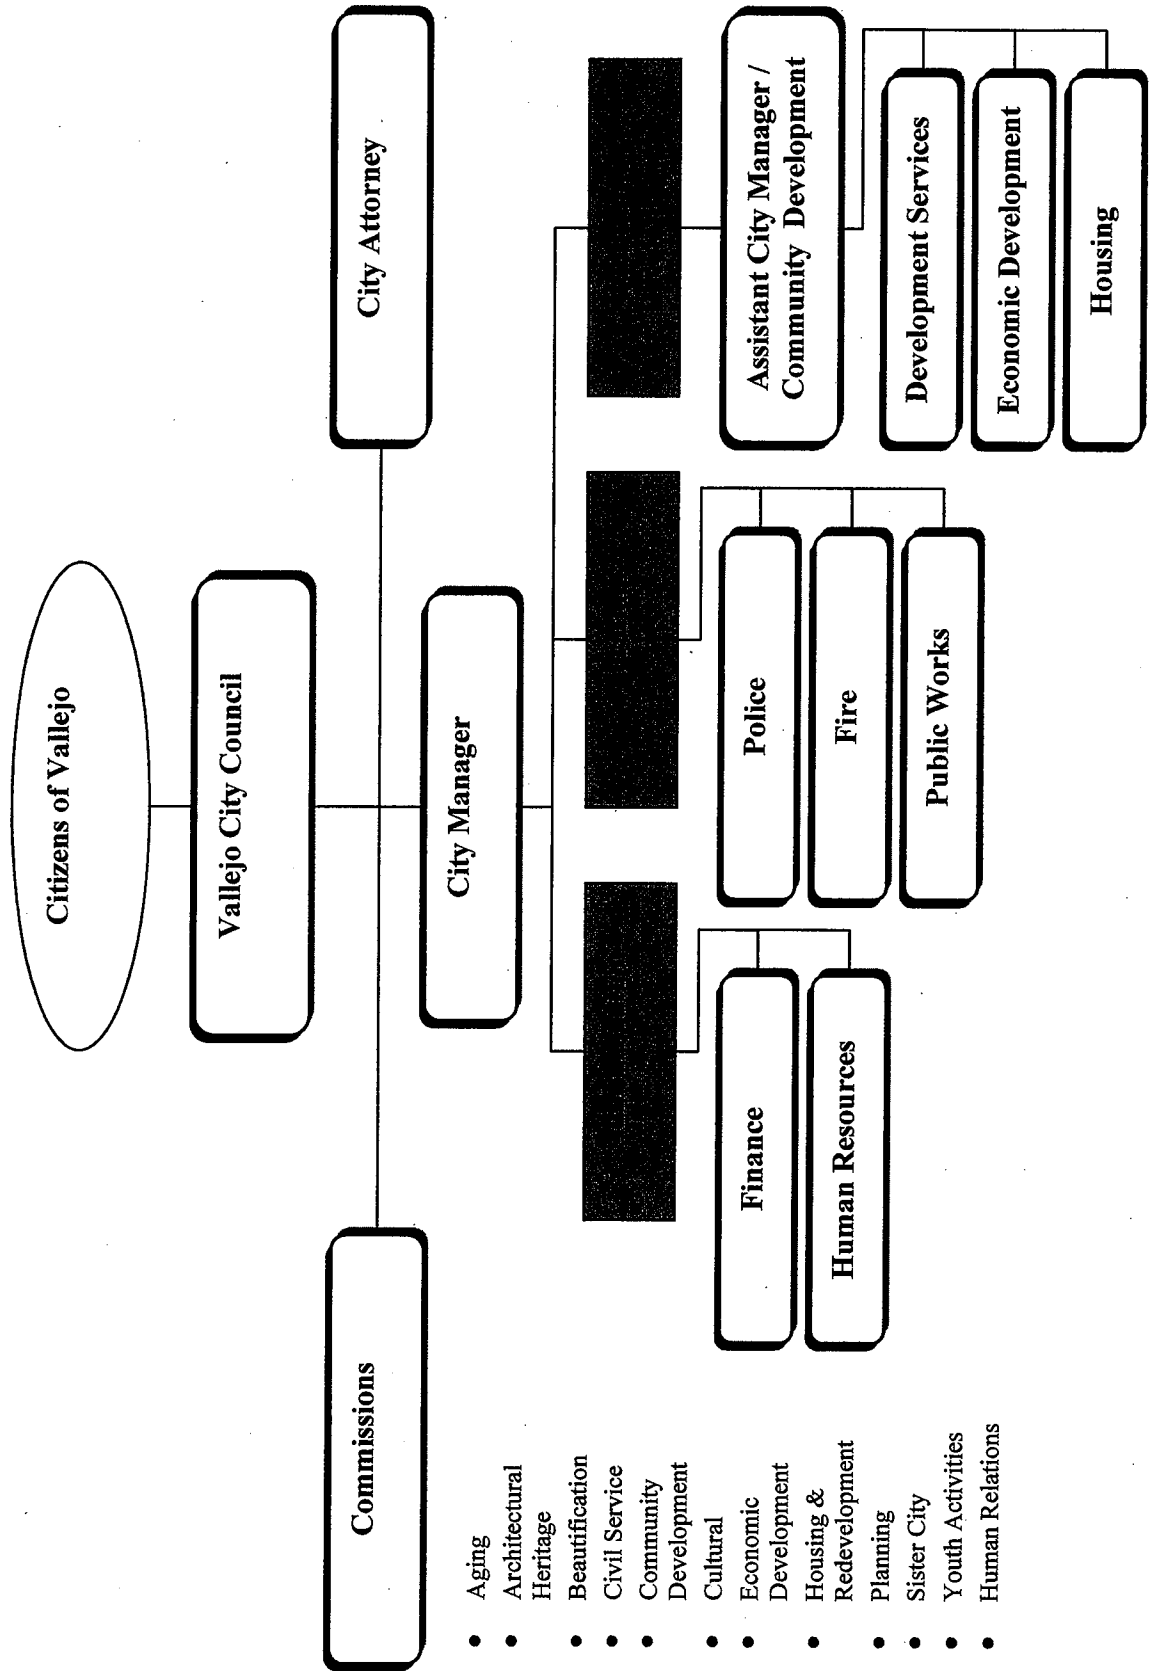 Citizens of Vallejo
Vallejo City Council
Commissions
City Attorney
City Manager
Finance
Human Resources
Police
Fire
Public Works
Assistant City Manager /
Community Development
Development Services
Economic Development
Housing
• Aging
• Architectural
Heritage
• Beautification
• Civil Service
• Community
Development
• Cultural
• Economic
Development
• Housing &
Redevelopment
• Planning
• Sister City
• Youth Activities
• Human Relations